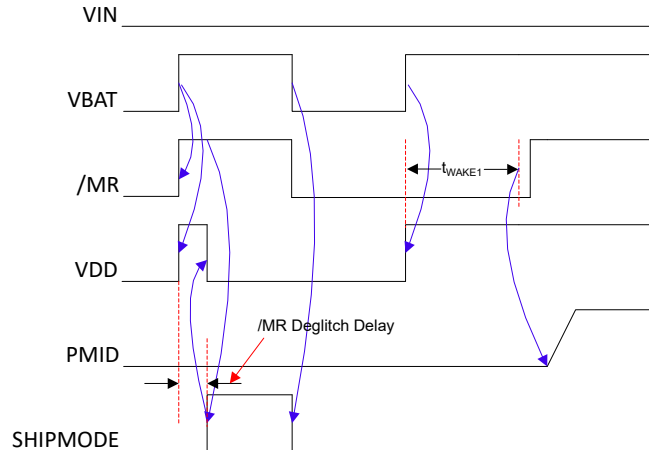 VIN
VBAT
/MR
tWAKE1
VDD
/MR Deglitch Delay
PMID
SHIPMODE